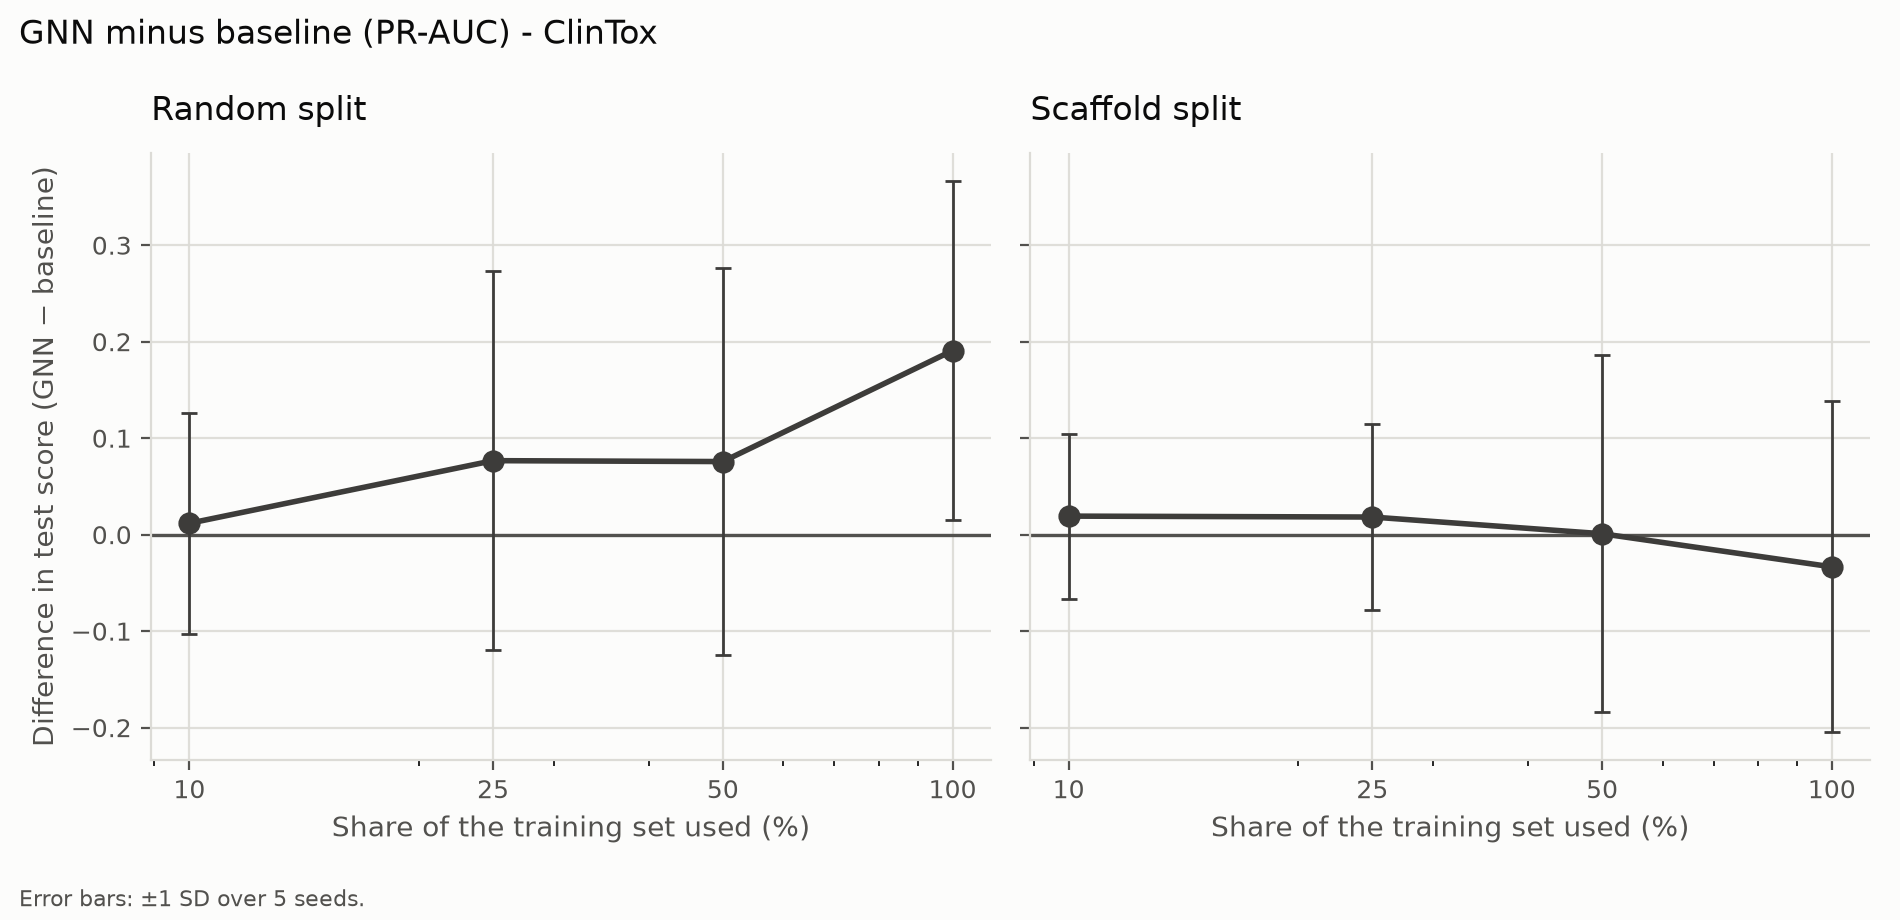 GNN minus baseline (PR-AUC) - ClinTox
Random split
Scaffold split
Difference in test score (GNN − baseline)
0.3
0.2
0.1
0.0
−0.1
−0.2
10 25 50 100
10 25 50 100
Share of the training set used (%)
Share of the training set used (%)
Error bars: ±1 SD over 5 seeds.